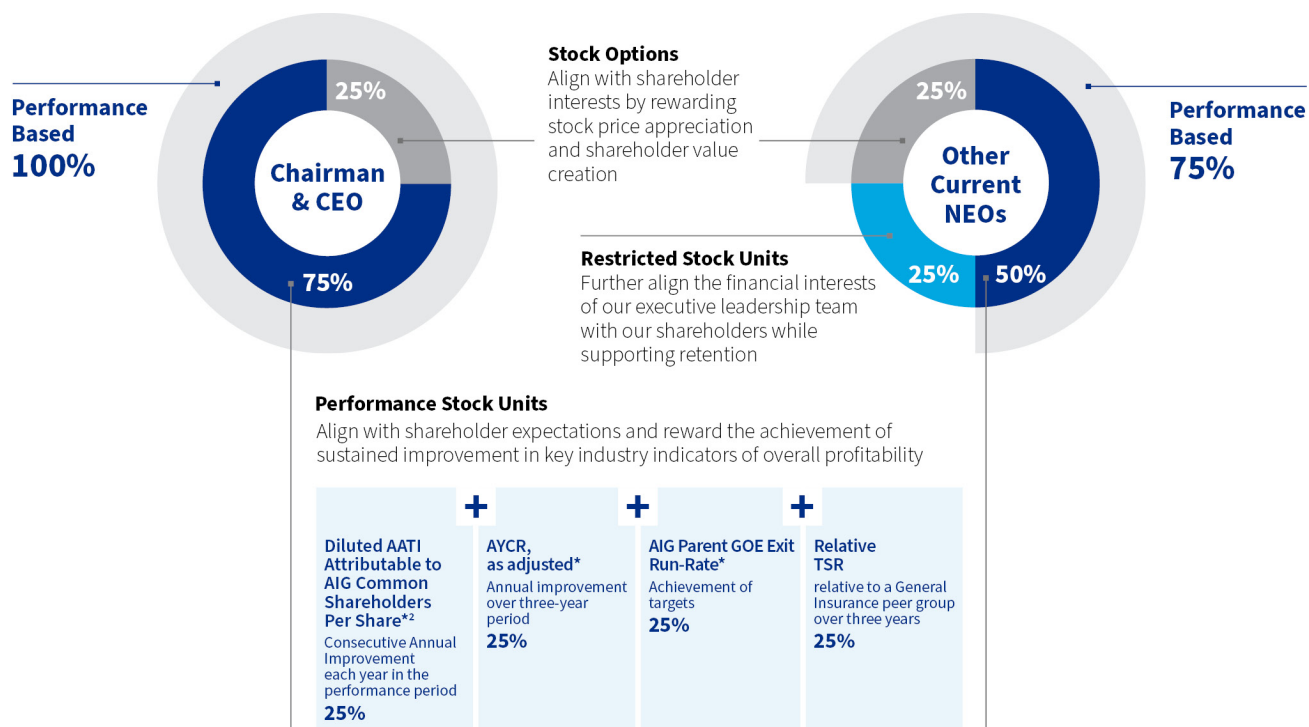 Performance
Based
100%
25%
Chairman
& CEO
75%
Stock Options
Align with shareholder
interests by rewarding
stock price appreciation
and shareholder value
creation
25%
Other
Current
NEOs
25%
50%
Performance
Based
75%
Restricted Stock Units
Further align the financial interests
of our executive leadership team
with our shareholders while
supporting retention
Performance Stock Units
Align with shareholder expectations and reward the achievement of
sustained improvement in key industry indicators of overall profitability
Diluted AATI
Attributable to
AIG Common
Shareholders
Per Share*²
Consecutive Annual
Improvement
each year in the
performance period
25%
+
AYCR,
as adjusted*
Annual improvement
over three-year
period
25%
+
AIG Parent GOE Exit
Run-Rate*
Achievement of
targets
25%
+
Relative
TSR
relative to a General
Insurance peer group
over three years
25%